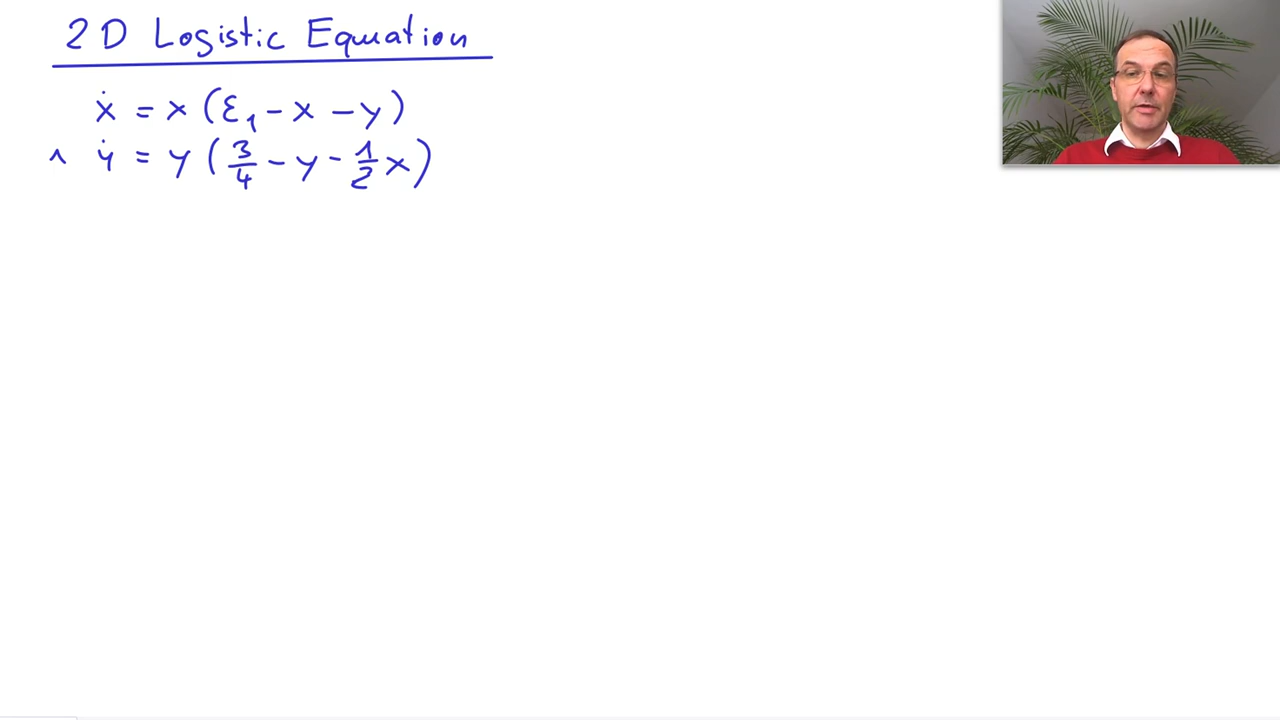 2D Logistic Equation
ẋ = x (ε₁ - x - y)
∧ ẏ = y (3/4 - y - 1/2 x)